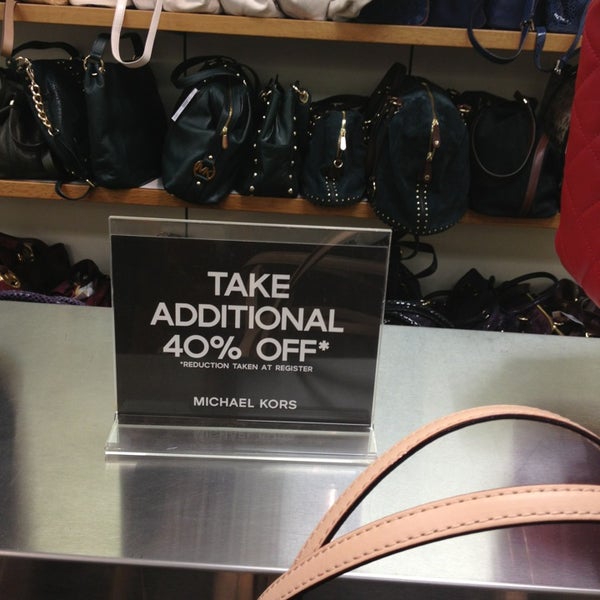 TAKE
ADDITIONAL
40% OFF*
*REDUCTION TAKEN AT REGISTER
MICHAEL KORS